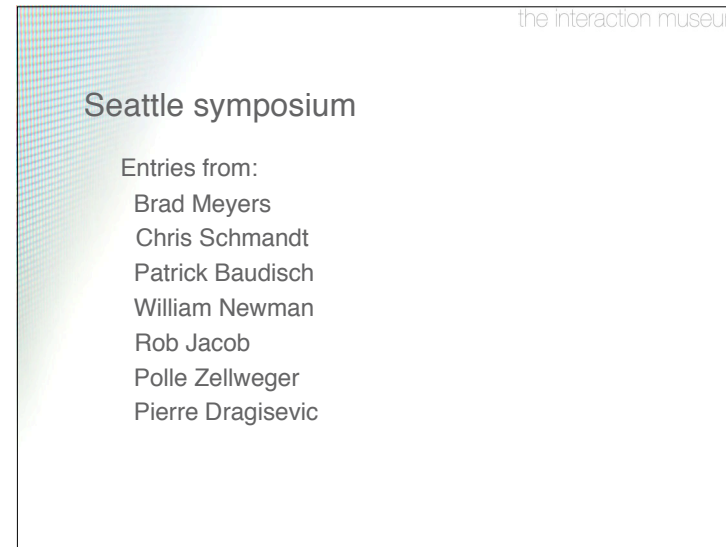 the interaction museu
Seattle symposium
Entries from:
Brad Meyers
Chris Schmandt
Patrick Baudisch
William Newman
Rob Jacob
Polle Zellweger
Pierre Dragisevic